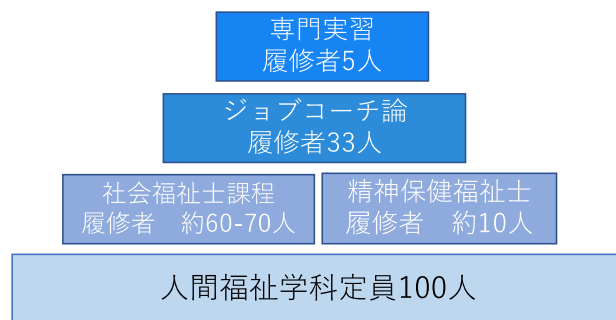 専門実習
履修者5人
ジョブコーチ論
履修者33人
社会福祉士課程
履修者　約60-70人
精神保健福祉士
履修者　約10人
人間福祉学科定員100人